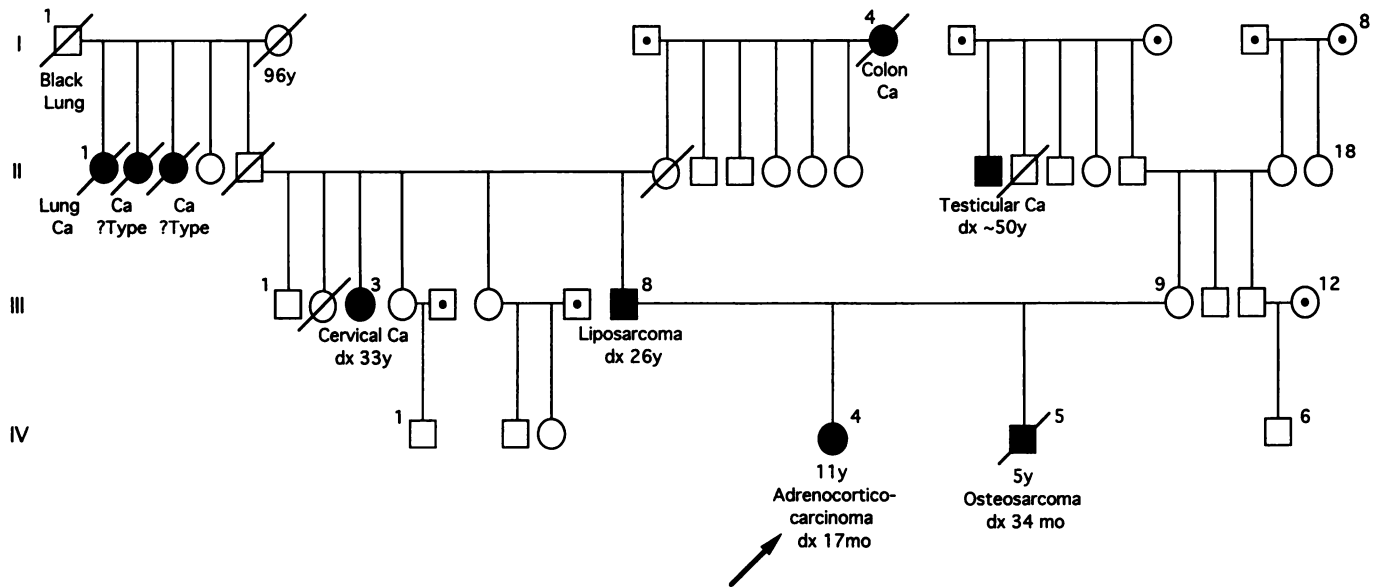 1
4
8
I
Black
Lung
96y
Colon
Ca
1
18
II
Lung
Ca
Ca
?Type
Ca
?Type
Testicular Ca
dx ~50y
1
3
8
9
12
III
Cervical Ca
dx 33y
Liposarcoma
dx 26y
1
4
5
6
IV
11y
Adrenocortico-
carcinoma
dx 17mo
5y
Osteosarcoma
dx 34 mo